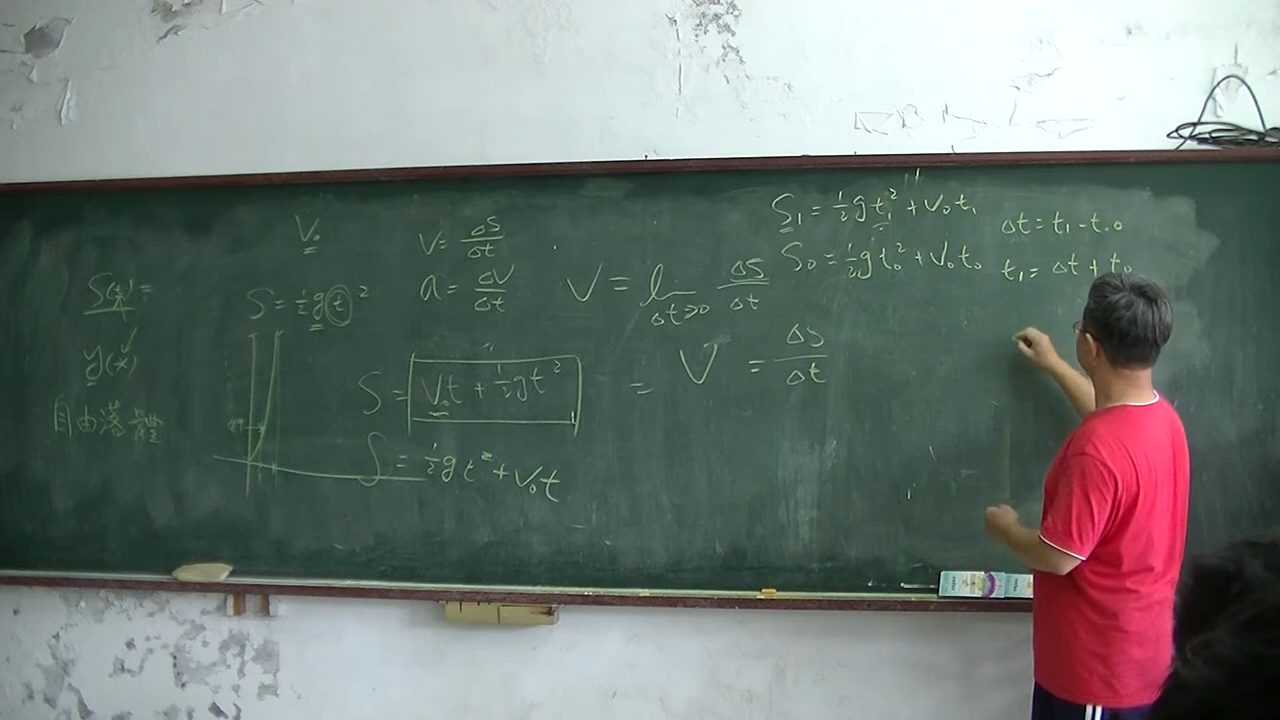 S(t) =
y(x)
自由落體
V₀
S = ½gt²
V = ΔS/Δt
a = ΔV/Δt
S = V₀t + ½gt²
S = ½gt² + V₀t
V = lim Δt→0 ΔS/Δt
= V = ΔS/Δt
S₁ = ½gt₁² + V₀t₁
S₀ = ½gt₀² + V₀t₀
Δt = t₁ - t₀
t₁ = Δt + t₀